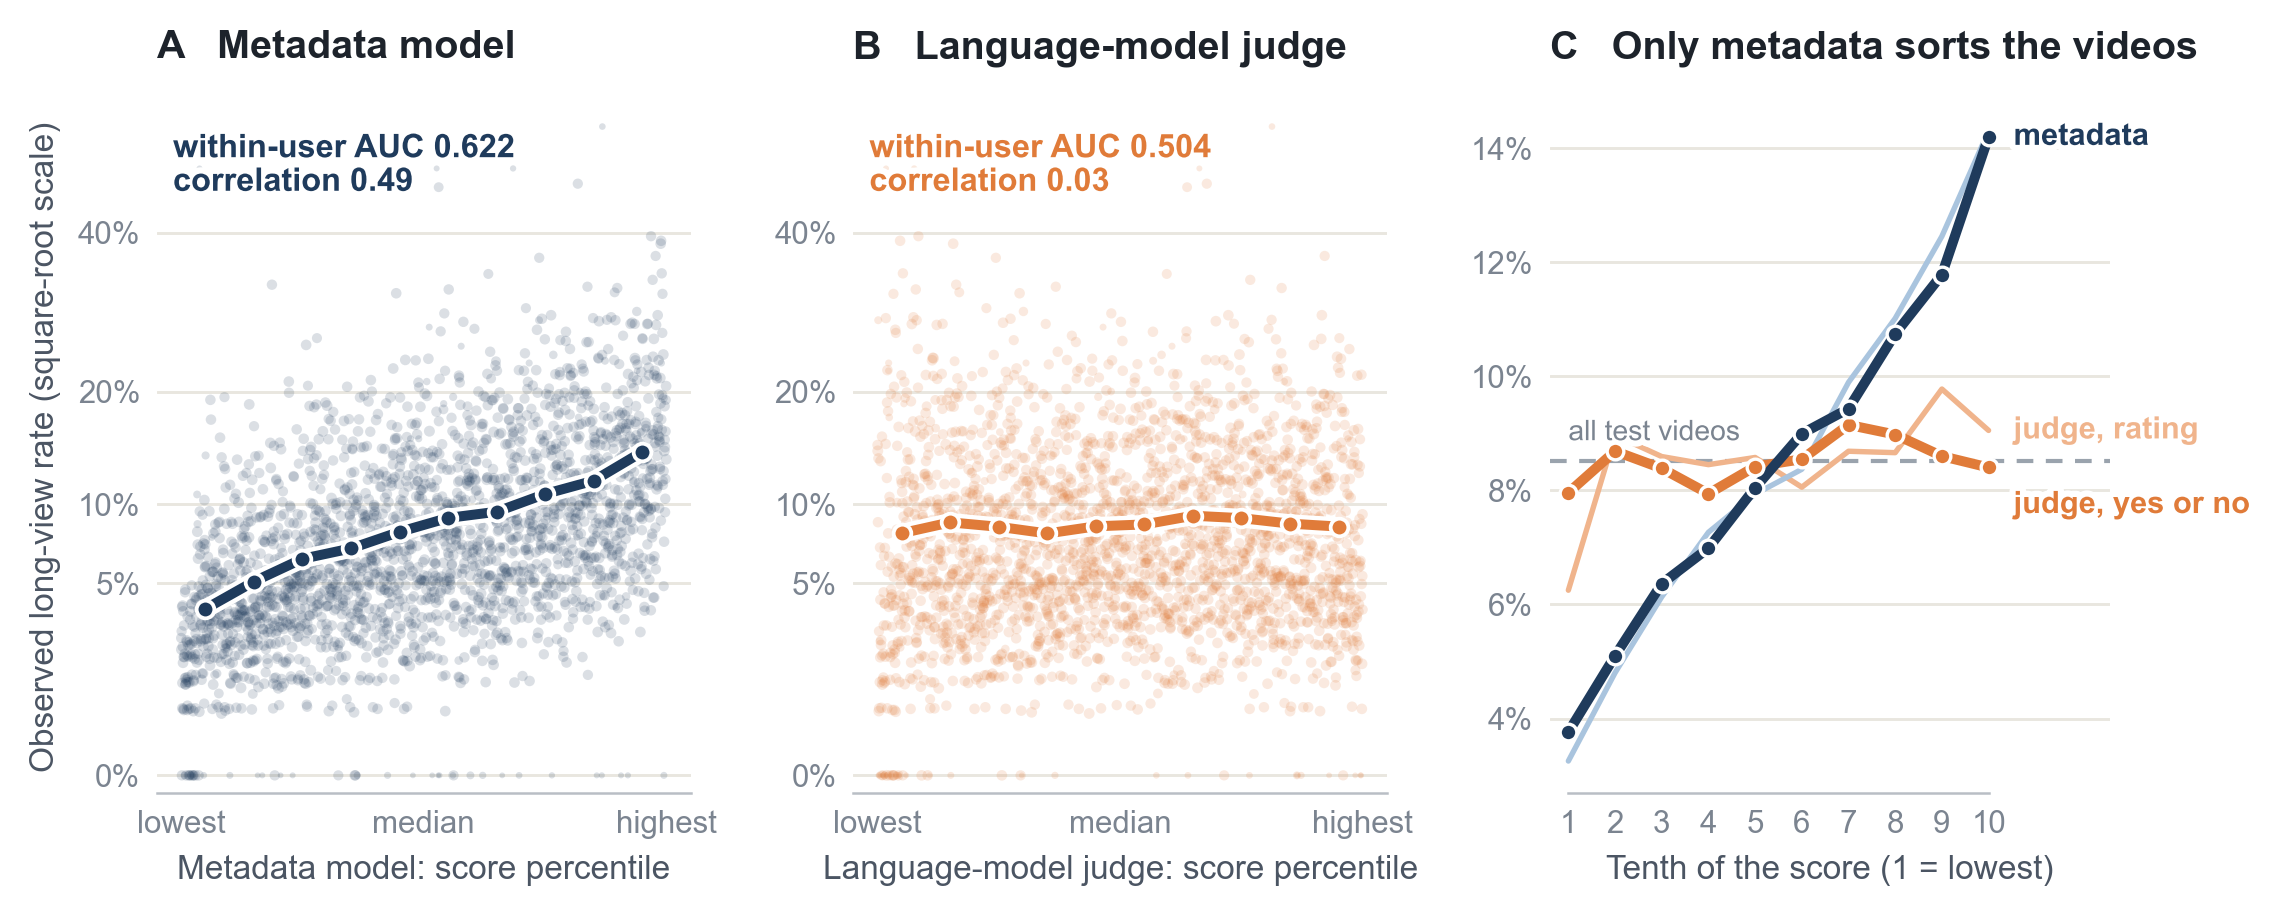 A Metadata model
within-user AUC 0.622
correlation 0.49
Observed long-view rate (square-root scale)
40%
20%
10%
5%
0%
lowest median highest
Metadata model: score percentile
B Language-model judge
within-user AUC 0.504
correlation 0.03
40%
20%
10%
5%
0%
lowest median highest
Language-model judge: score percentile
C Only metadata sorts the videos
14%
12%
10%
8%
6%
4%
metadata
all test videos
judge, rating
judge, yes or no
1 2 3 4 5 6 7 8 9 10
Tenth of the score (1 = lowest)